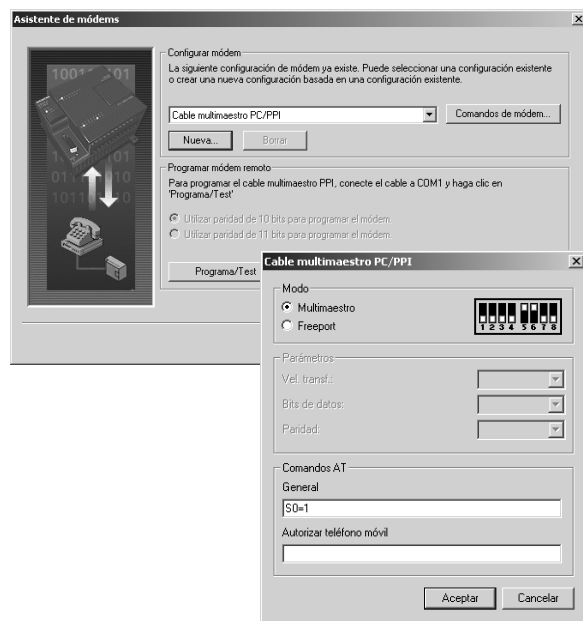 Asistente de módems
Configurar módem
La siguiente configuración de módem ya existe. Puede seleccionar una configuración existente
o crear una nueva configuración basada en una configuración existente.
Cable multimaestro PC/PPI
Comandos de módem...
Nueva...
Borrar
Programar módem remoto
Para programar el cable multimaestro PPI, conecte el cable a COM1 y haga clic en
'Programa/Test'
Utilizar paridad de 10 bits para programar el módem.
Utilizar paridad de 11 bits para programar el módem.
Programa/Test
Cable multimaestro PC/PPI
Modo
Multimaestro
Freeport
1 2 3 4 5 6 7 8
Parámetros
Vel. transf.:
Bits de datos:
Paridad:
Comandos AT
General
S0=1
Autorizar teléfono móvil
Aceptar
Cancelar